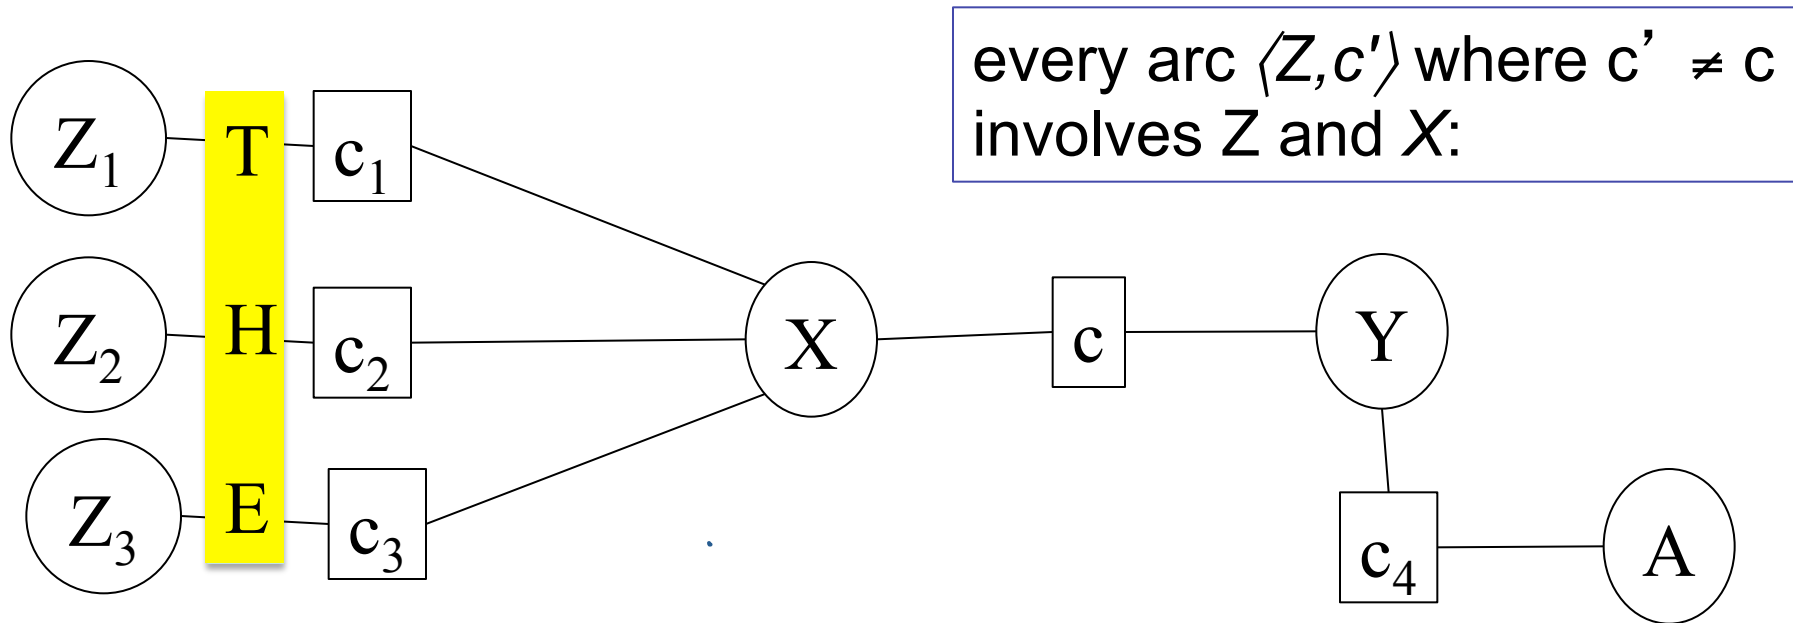 every arc ⟨Z,c'⟩ where c’ ≠ c
involves Z and X:
Z₁ T c₁
Z₂ H c₂ X c Y
Z₃ E c₃ c₄ A